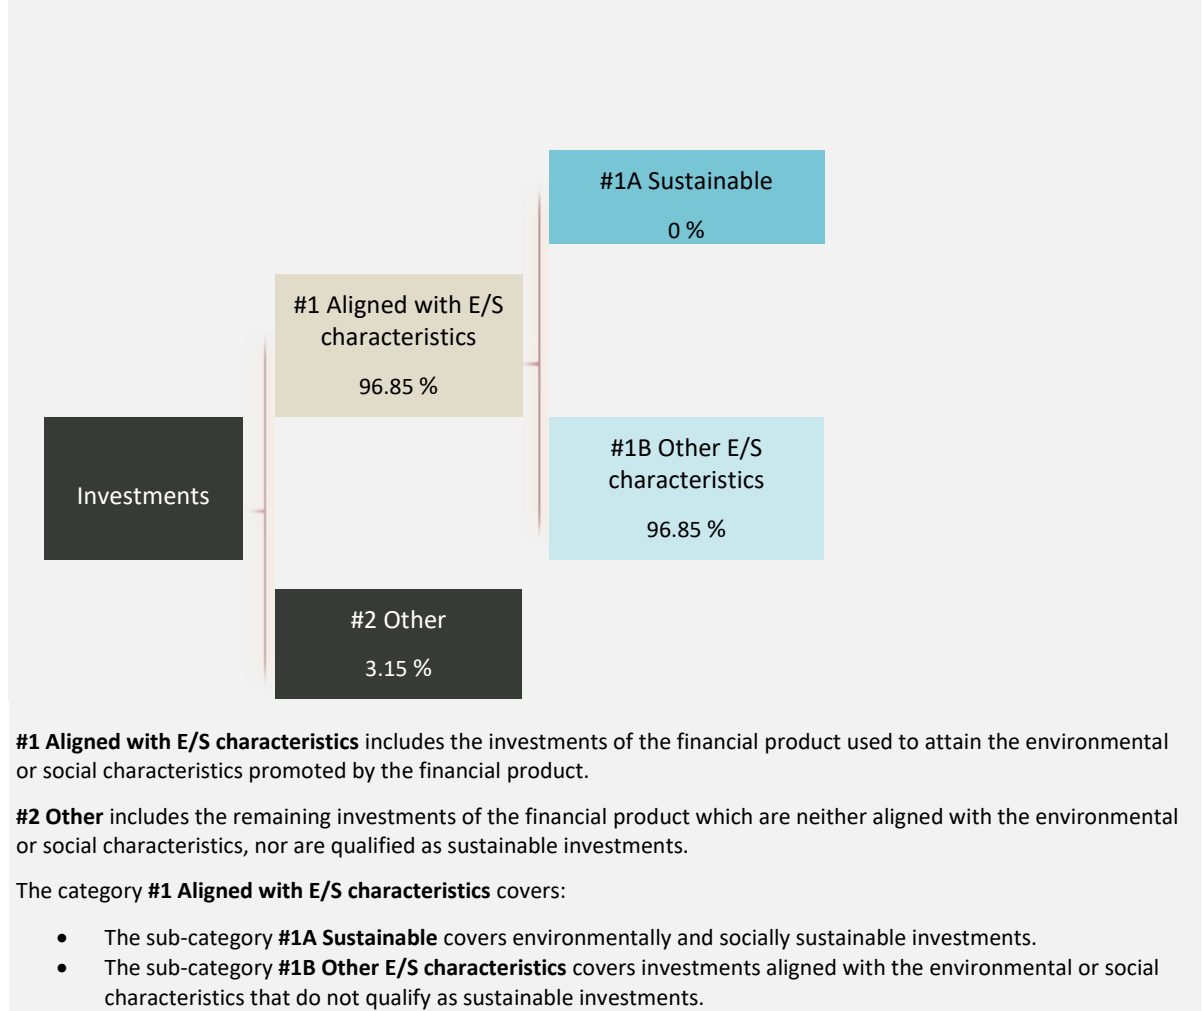 #1A Sustainable
0 %
#1 Aligned with E/S
characteristics
96.85 %
Investments
#1B Other E/S
characteristics
96.85 %
#2 Other
3.15 %
#1 Aligned with E/S characteristics includes the investments of the financial product used to attain the environmental
or social characteristics promoted by the financial product.
#2 Other includes the remaining investments of the financial product which are neither aligned with the environmental
or social characteristics, nor are qualified as sustainable investments.
The category #1 Aligned with E/S characteristics covers:
• The sub-category #1A Sustainable covers environmentally and socially sustainable investments.
• The sub-category #1B Other E/S characteristics covers investments aligned with the environmental or social
characteristics that do not qualify as sustainable investments.